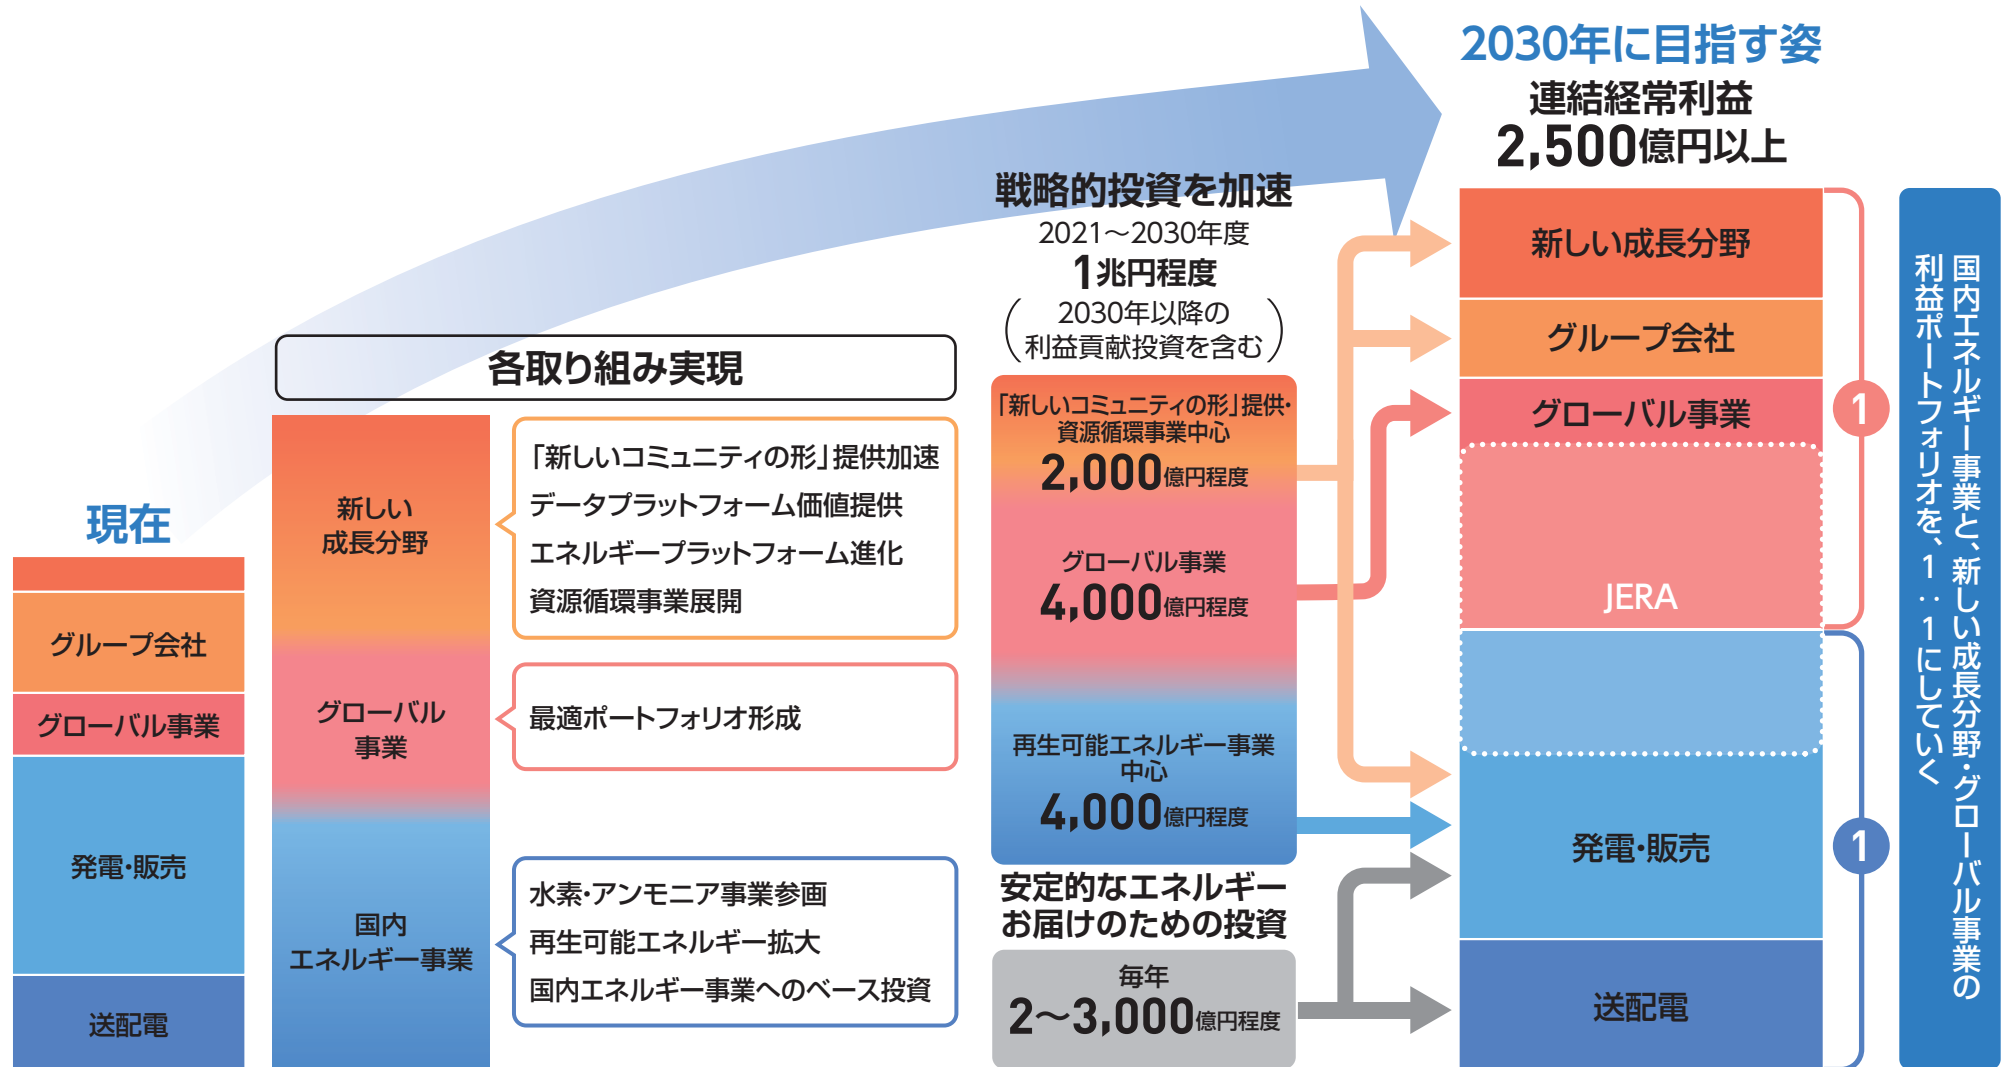 現在
グループ会社
グローバル事業
発電・販売
送配電
各取り組み実現
新しい
成長分野
グローバル
事業
国内
エネルギー事業
「新しいコミュニティの形」提供加速
データプラットフォーム価値提供
エネルギープラットフォーム進化
資源循環事業展開
最適ポートフォリオ形成
水素・アンモニア事業参画
再生可能エネルギー拡大
国内エネルギー事業へのベース投資
戦略的投資を加速
2021〜2030年度
1兆円程度
(2030年以降の
利益貢献投資を含む)
「新しいコミュニティの形」提供・
資源循環事業中心
2,000億円程度
グローバル事業
4,000億円程度
再生可能エネルギー事業
中心
4,000億円程度
安定的なエネルギー
お届けのための投資
毎年
2〜3,000億円程度
2030年に目指す姿
連結経常利益
2,500億円以上
新しい成長分野
グループ会社
グローバル事業
JERA
発電・販売
送配電
1
1
国内エネルギー事業と、新しい成長分野・グローバル事業の
利益ポートフォリオを、1:1にしていく